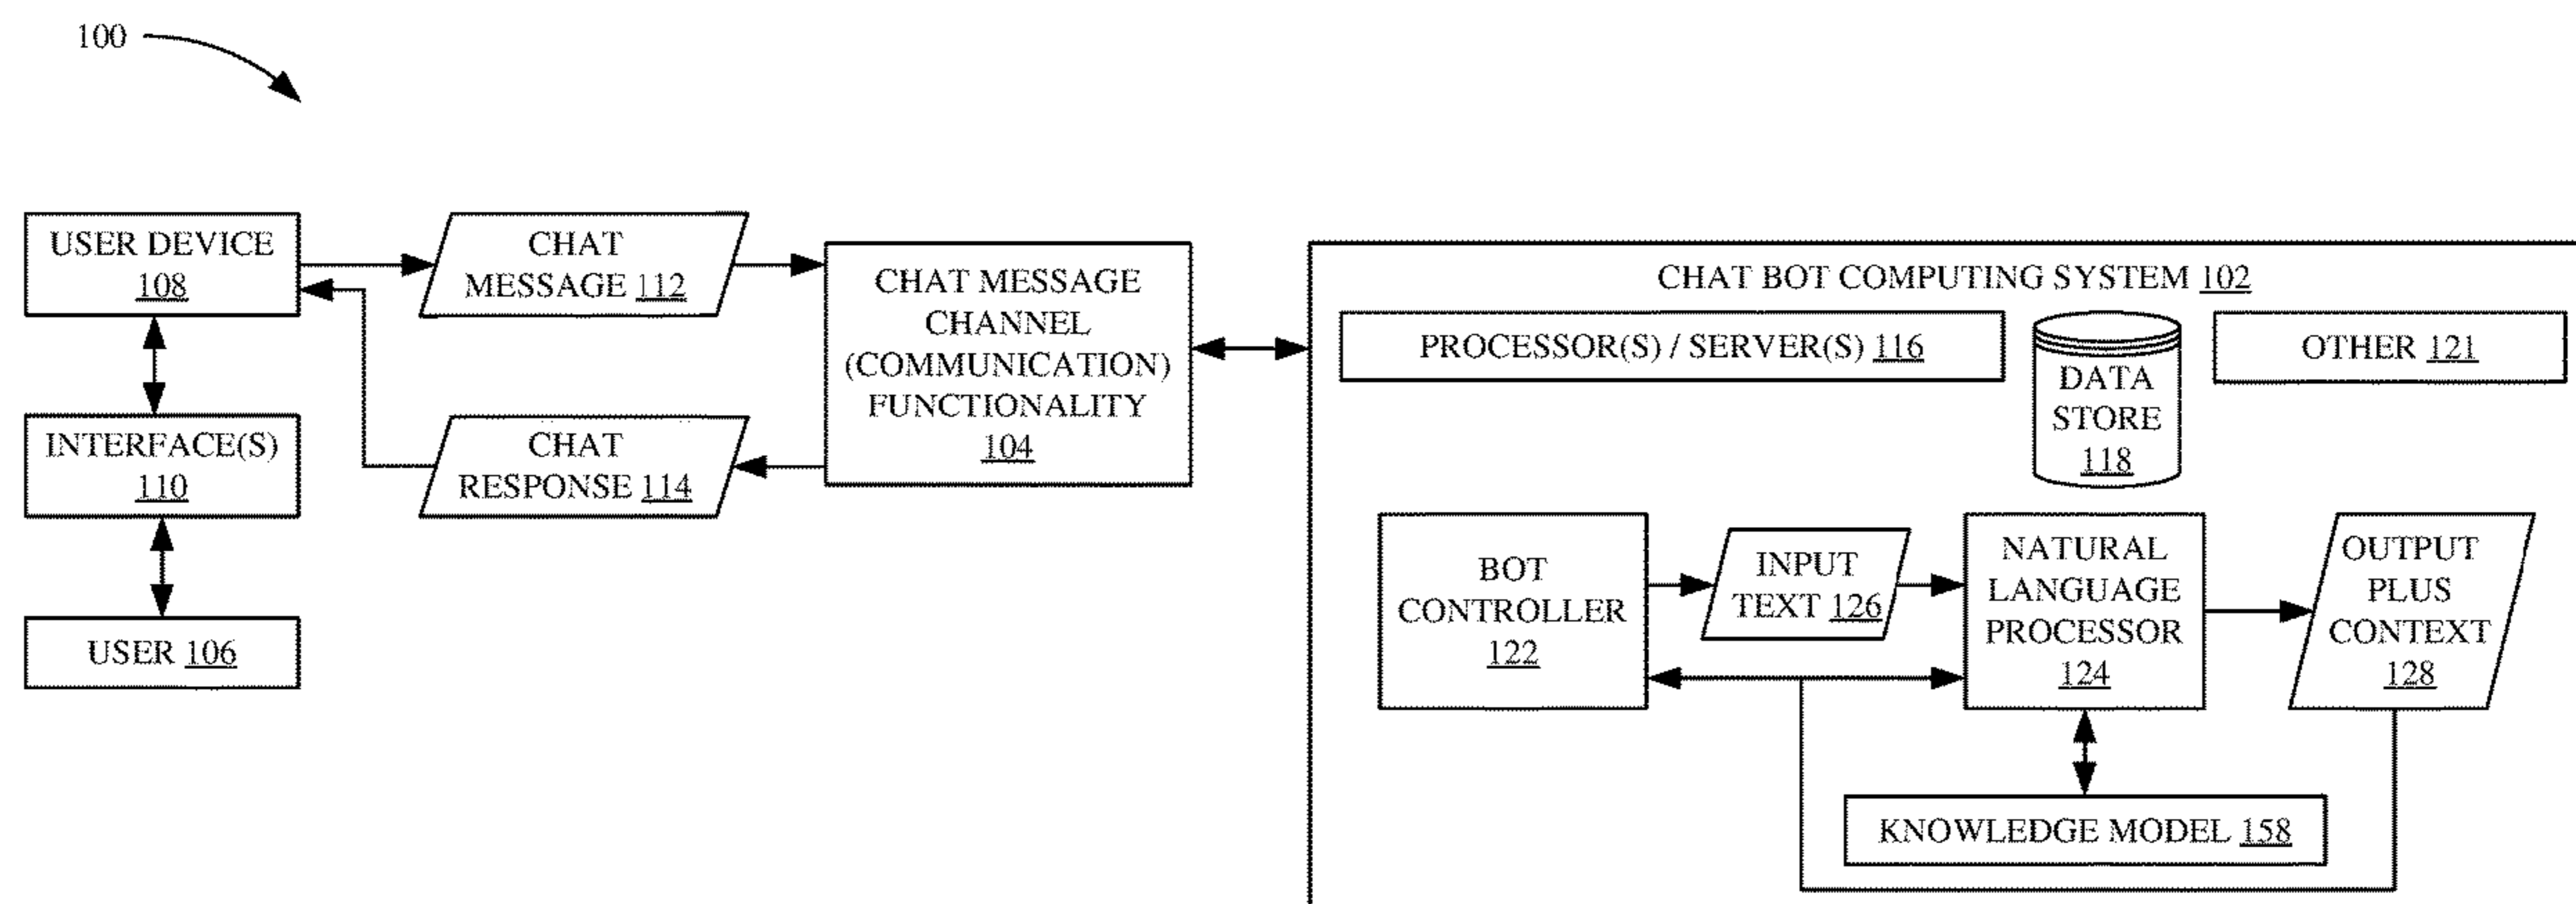 100
USER DEVICE
108
CHAT
MESSAGE 112
CHAT MESSAGE
CHANNEL
(COMMUNICATION)
FUNCTIONALITY
104
INTERFACE(S)
110
CHAT
RESPONSE 114
USER 106
CHAT BOT COMPUTING SYSTEM 102
PROCESSOR(S) / SERVER(S) 116
DATA
STORE
118
OTHER 121
BOT
CONTROLLER
122
INPUT
TEXT 126
NATURAL
LANGUAGE
PROCESSOR
124
OUTPUT
PLUS
CONTEXT
128
KNOWLEDGE MODEL 158